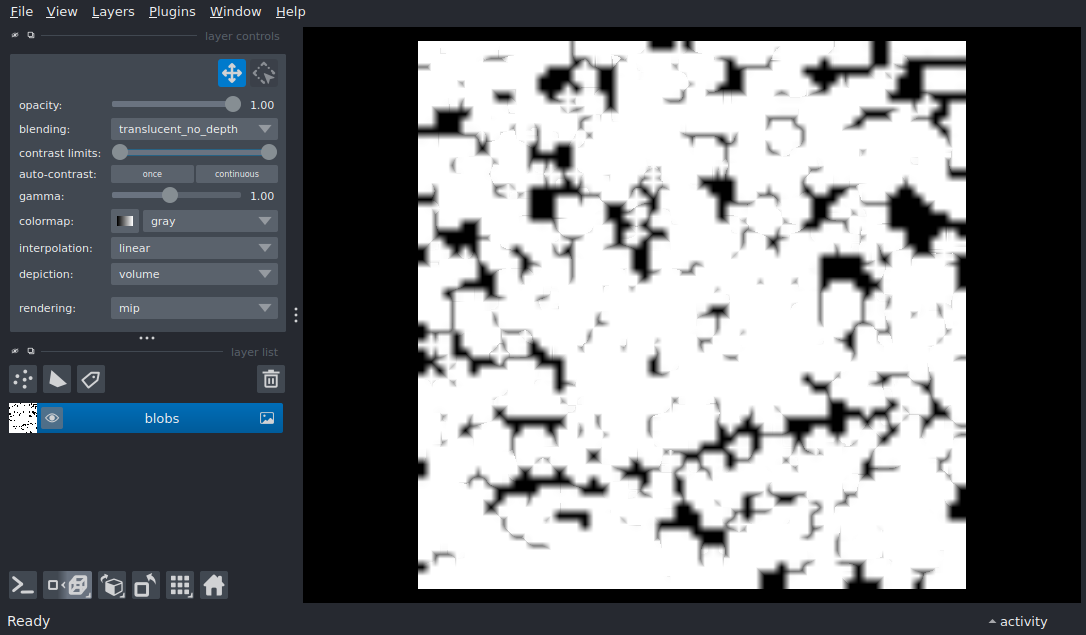 File View Layers Plugins Window Help
layer controls
opacity: 1.00
blending: translucent_no_depth
contrast limits:
auto-contrast: once continuous
gamma: 1.00
colormap: gray
interpolation: linear
depiction: volume
rendering: mip
layer list
blobs
Ready activity